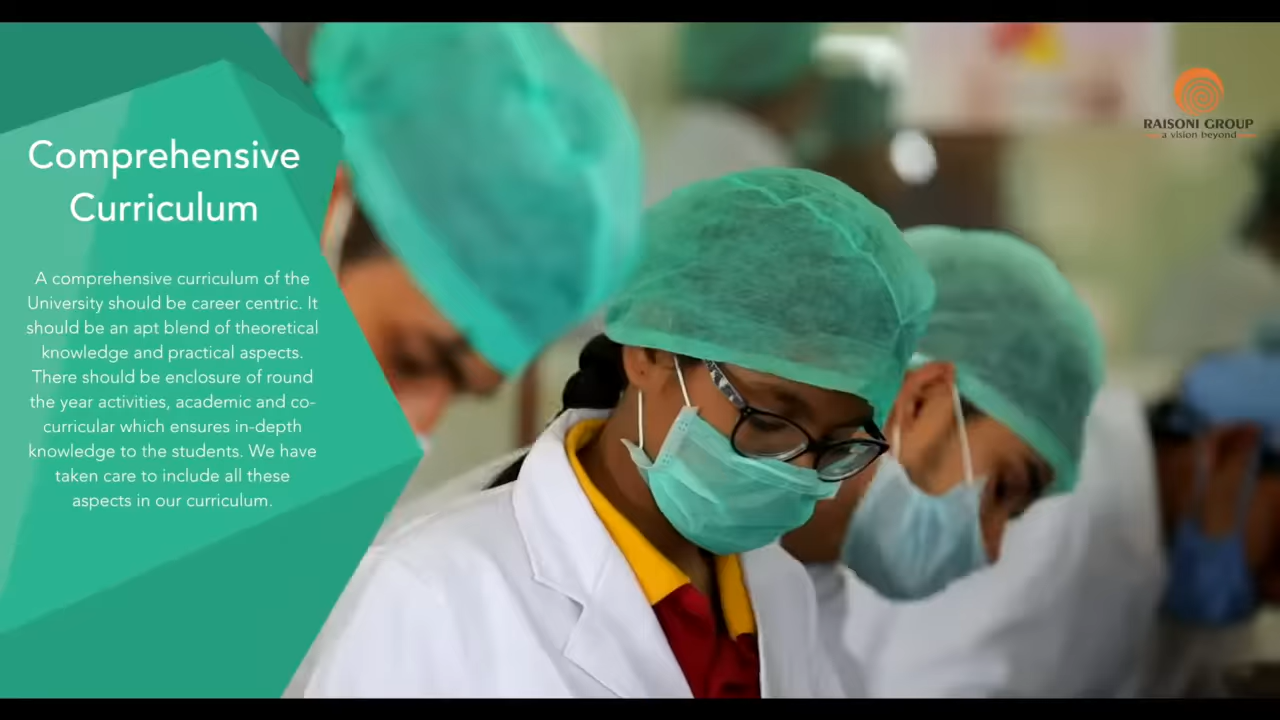 Comprehensive
Curriculum
A comprehensive curriculum of the
University should be career centric. It
should be an apt blend of theoretical
knowledge and practical aspects.
There should be enclosure of round
the year activities, academic and co-
curricular which ensures in-depth
knowledge to the students. We have
taken care to include all these
aspects in our curriculum.
RAISONI GROUP
a vision beyond